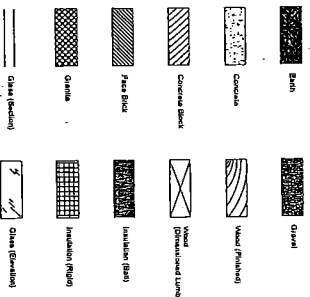 Earth
Gravel
Concrete
Wood (Finished)
Concrete Block
Wood
(Dimensioned Lumb
Face Brick
Insulation (Batt)
Granite
Insulation (Rigid)
Glass (Section)
Glass (Elevation)